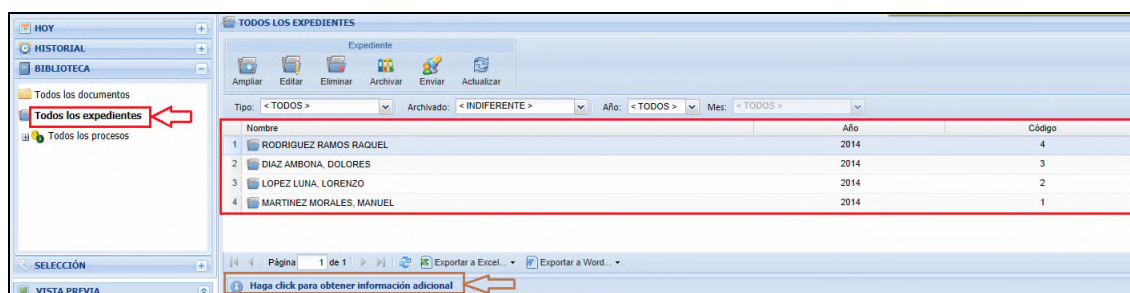 HOY
HISTORIAL
BIBLIOTECA
Todos los documentos
Todos los expedientes
Todos los procesos
SELECCIÓN
VISTA PREVIA
TODOS LOS EXPEDIENTES
Expediente
Ampliar Editar Eliminar Archivar Enviar Actualizar
Tipo: < TODOS > Archivado: < INDIFERENTE > Año: < TODOS > Mes: < TODOS >
Nombre Año Código
1 RODRIGUEZ RAMOS RAQUEL 2014 4
2 DIAZ AMBONA, DOLORES 2014 3
3 LOPEZ LUNA, LORENZO 2014 2
4 MARTINEZ MORALES, MANUEL 2014 1
Página 1 de 1 Exportar a Excel... Exportar a Word...
Haga click para obtener información adicional